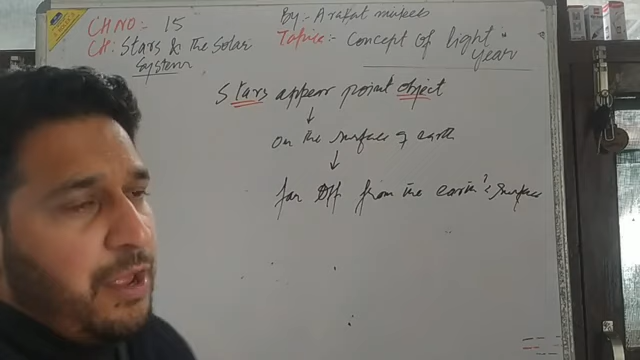 CH NO:- 15
By:- Arafat
CH: Stars & The Solar System
Topic:- Concept Of light year
Stars appear point object
↓
on the surface of earth
↓
far off from the earth's surface